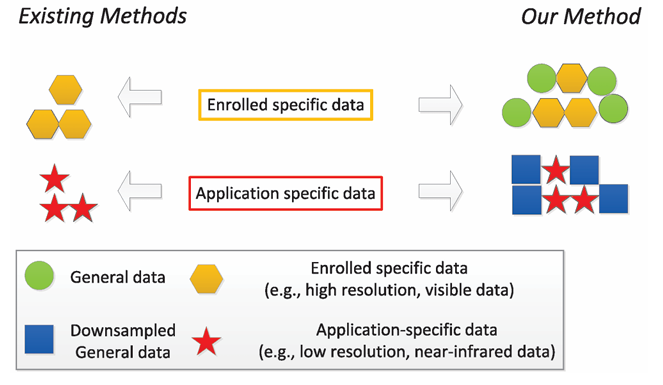 Existing Methods
Our Method
Enrolled specific data
Application specific data
General data
Enrolled specific data
(e.g., high resolution, visible data)
Downsampled
General data
Application-specific data
(e.g., low resolution, near-infrared data)